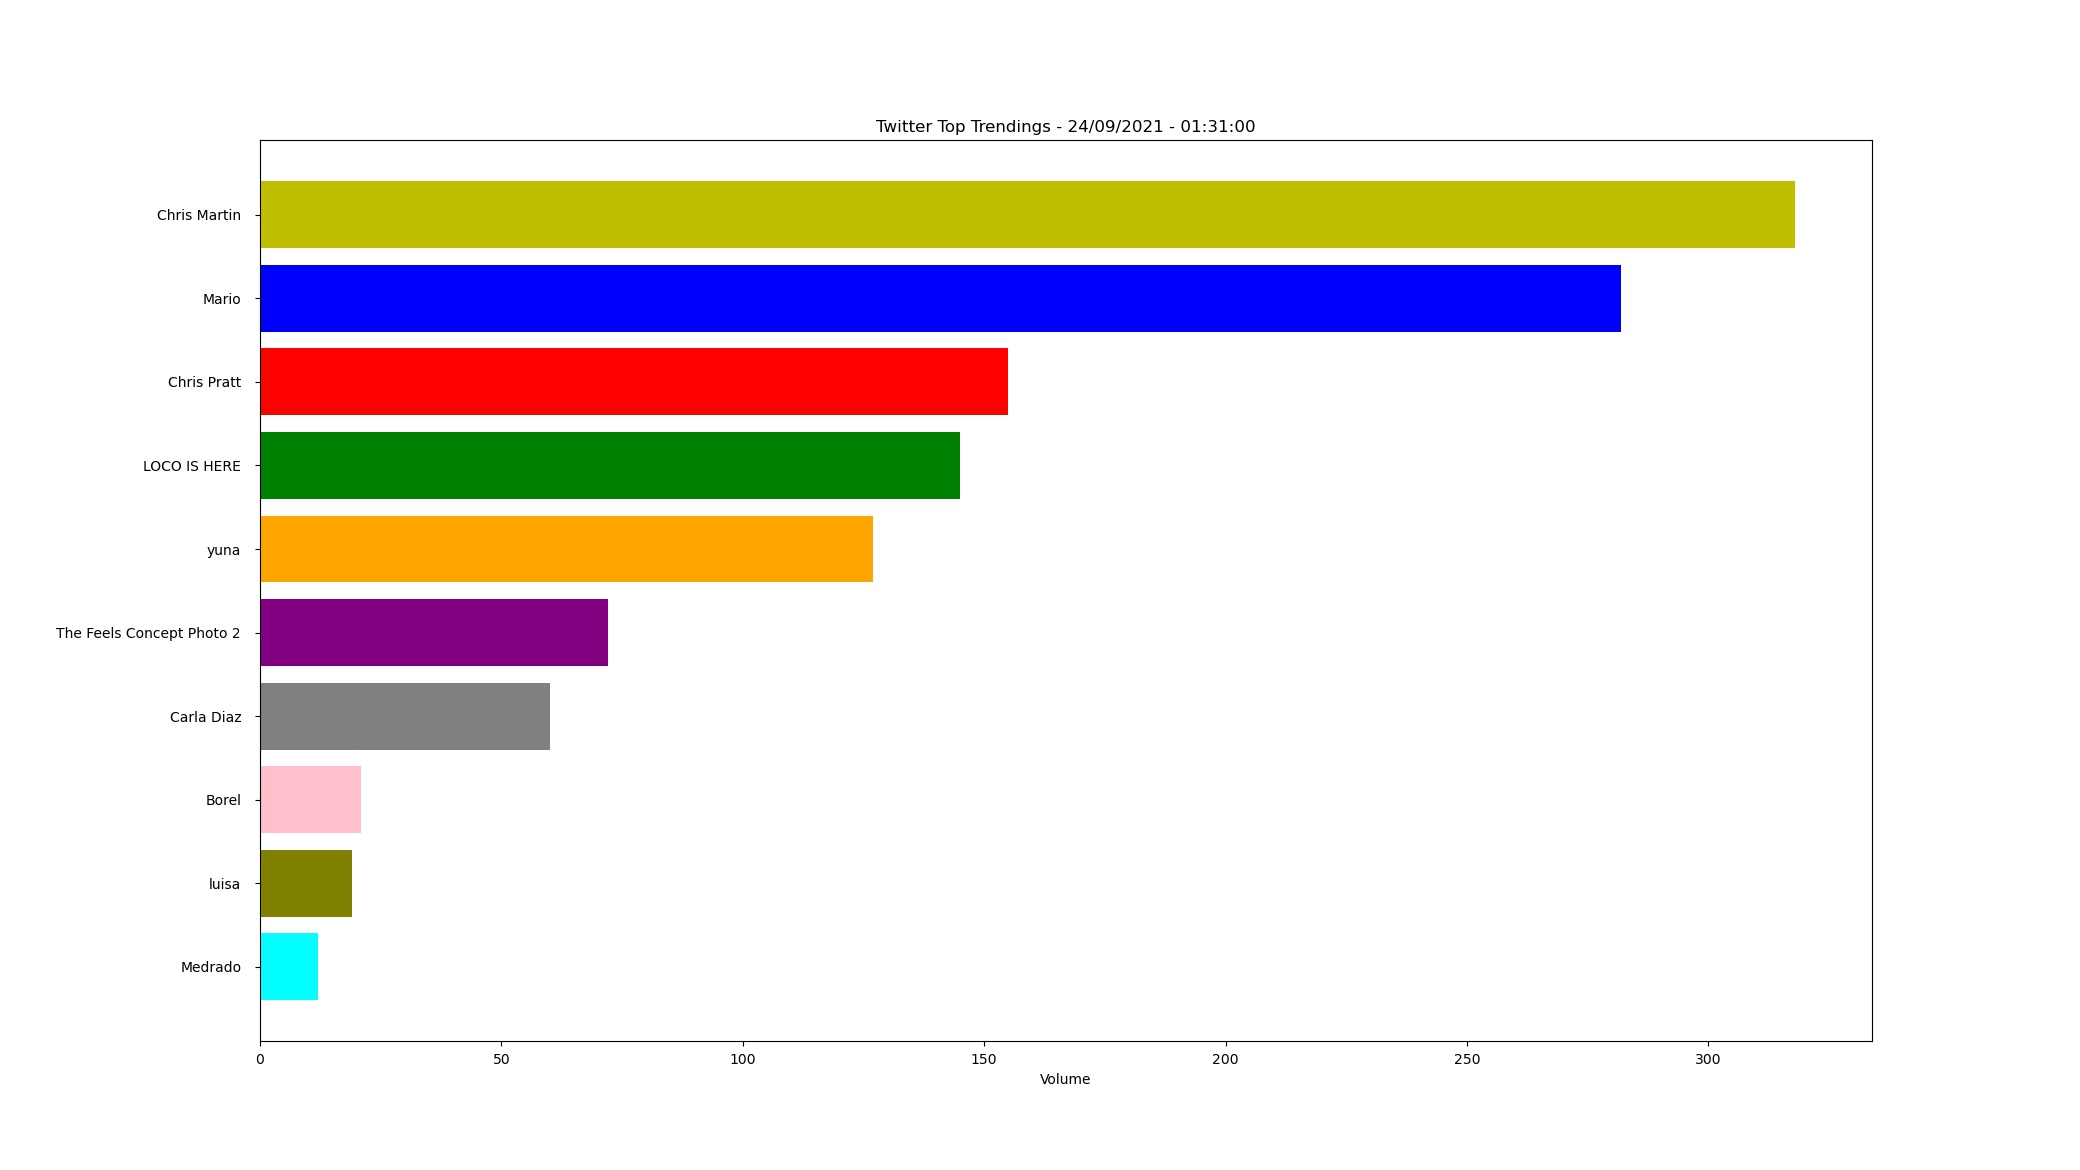 Twitter Top Trendings - 24/09/2021 - 01:31:00
Chris Martin
Mario
Chris Pratt
LOCO IS HERE
yuna
The Feels Concept Photo 2
Carla Diaz
Borel
luisa
Medrado
0 50 100 150 200 250 300
Volume